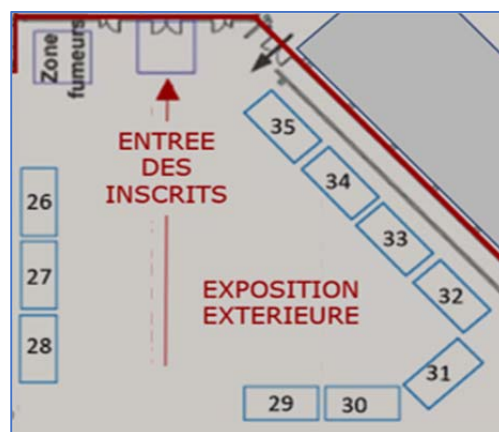 Zone
fumeurs
ENTREE
DES
INSCRITS
35
34
33
32
31
26
27
28
EXPOSITION
EXTERIEURE
29
30